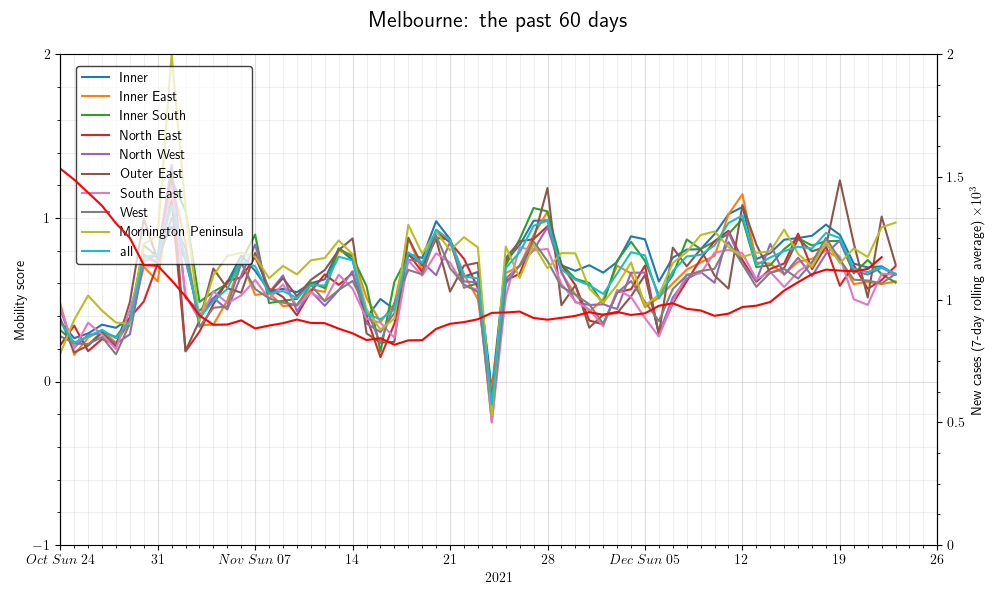 Melbourne: the past 60 days
2
1
0
−1
Mobility score
Inner
Inner East
Inner South
North East
North West
Outer East
South East
West
Mornington Peninsula
all
2
1.5
1
0.5
0
New cases (7-day rolling average) ×10³
Oct Sun 24
31
Nov Sun 07
14
21
28
Dec Sun 05
12
19
26
2021